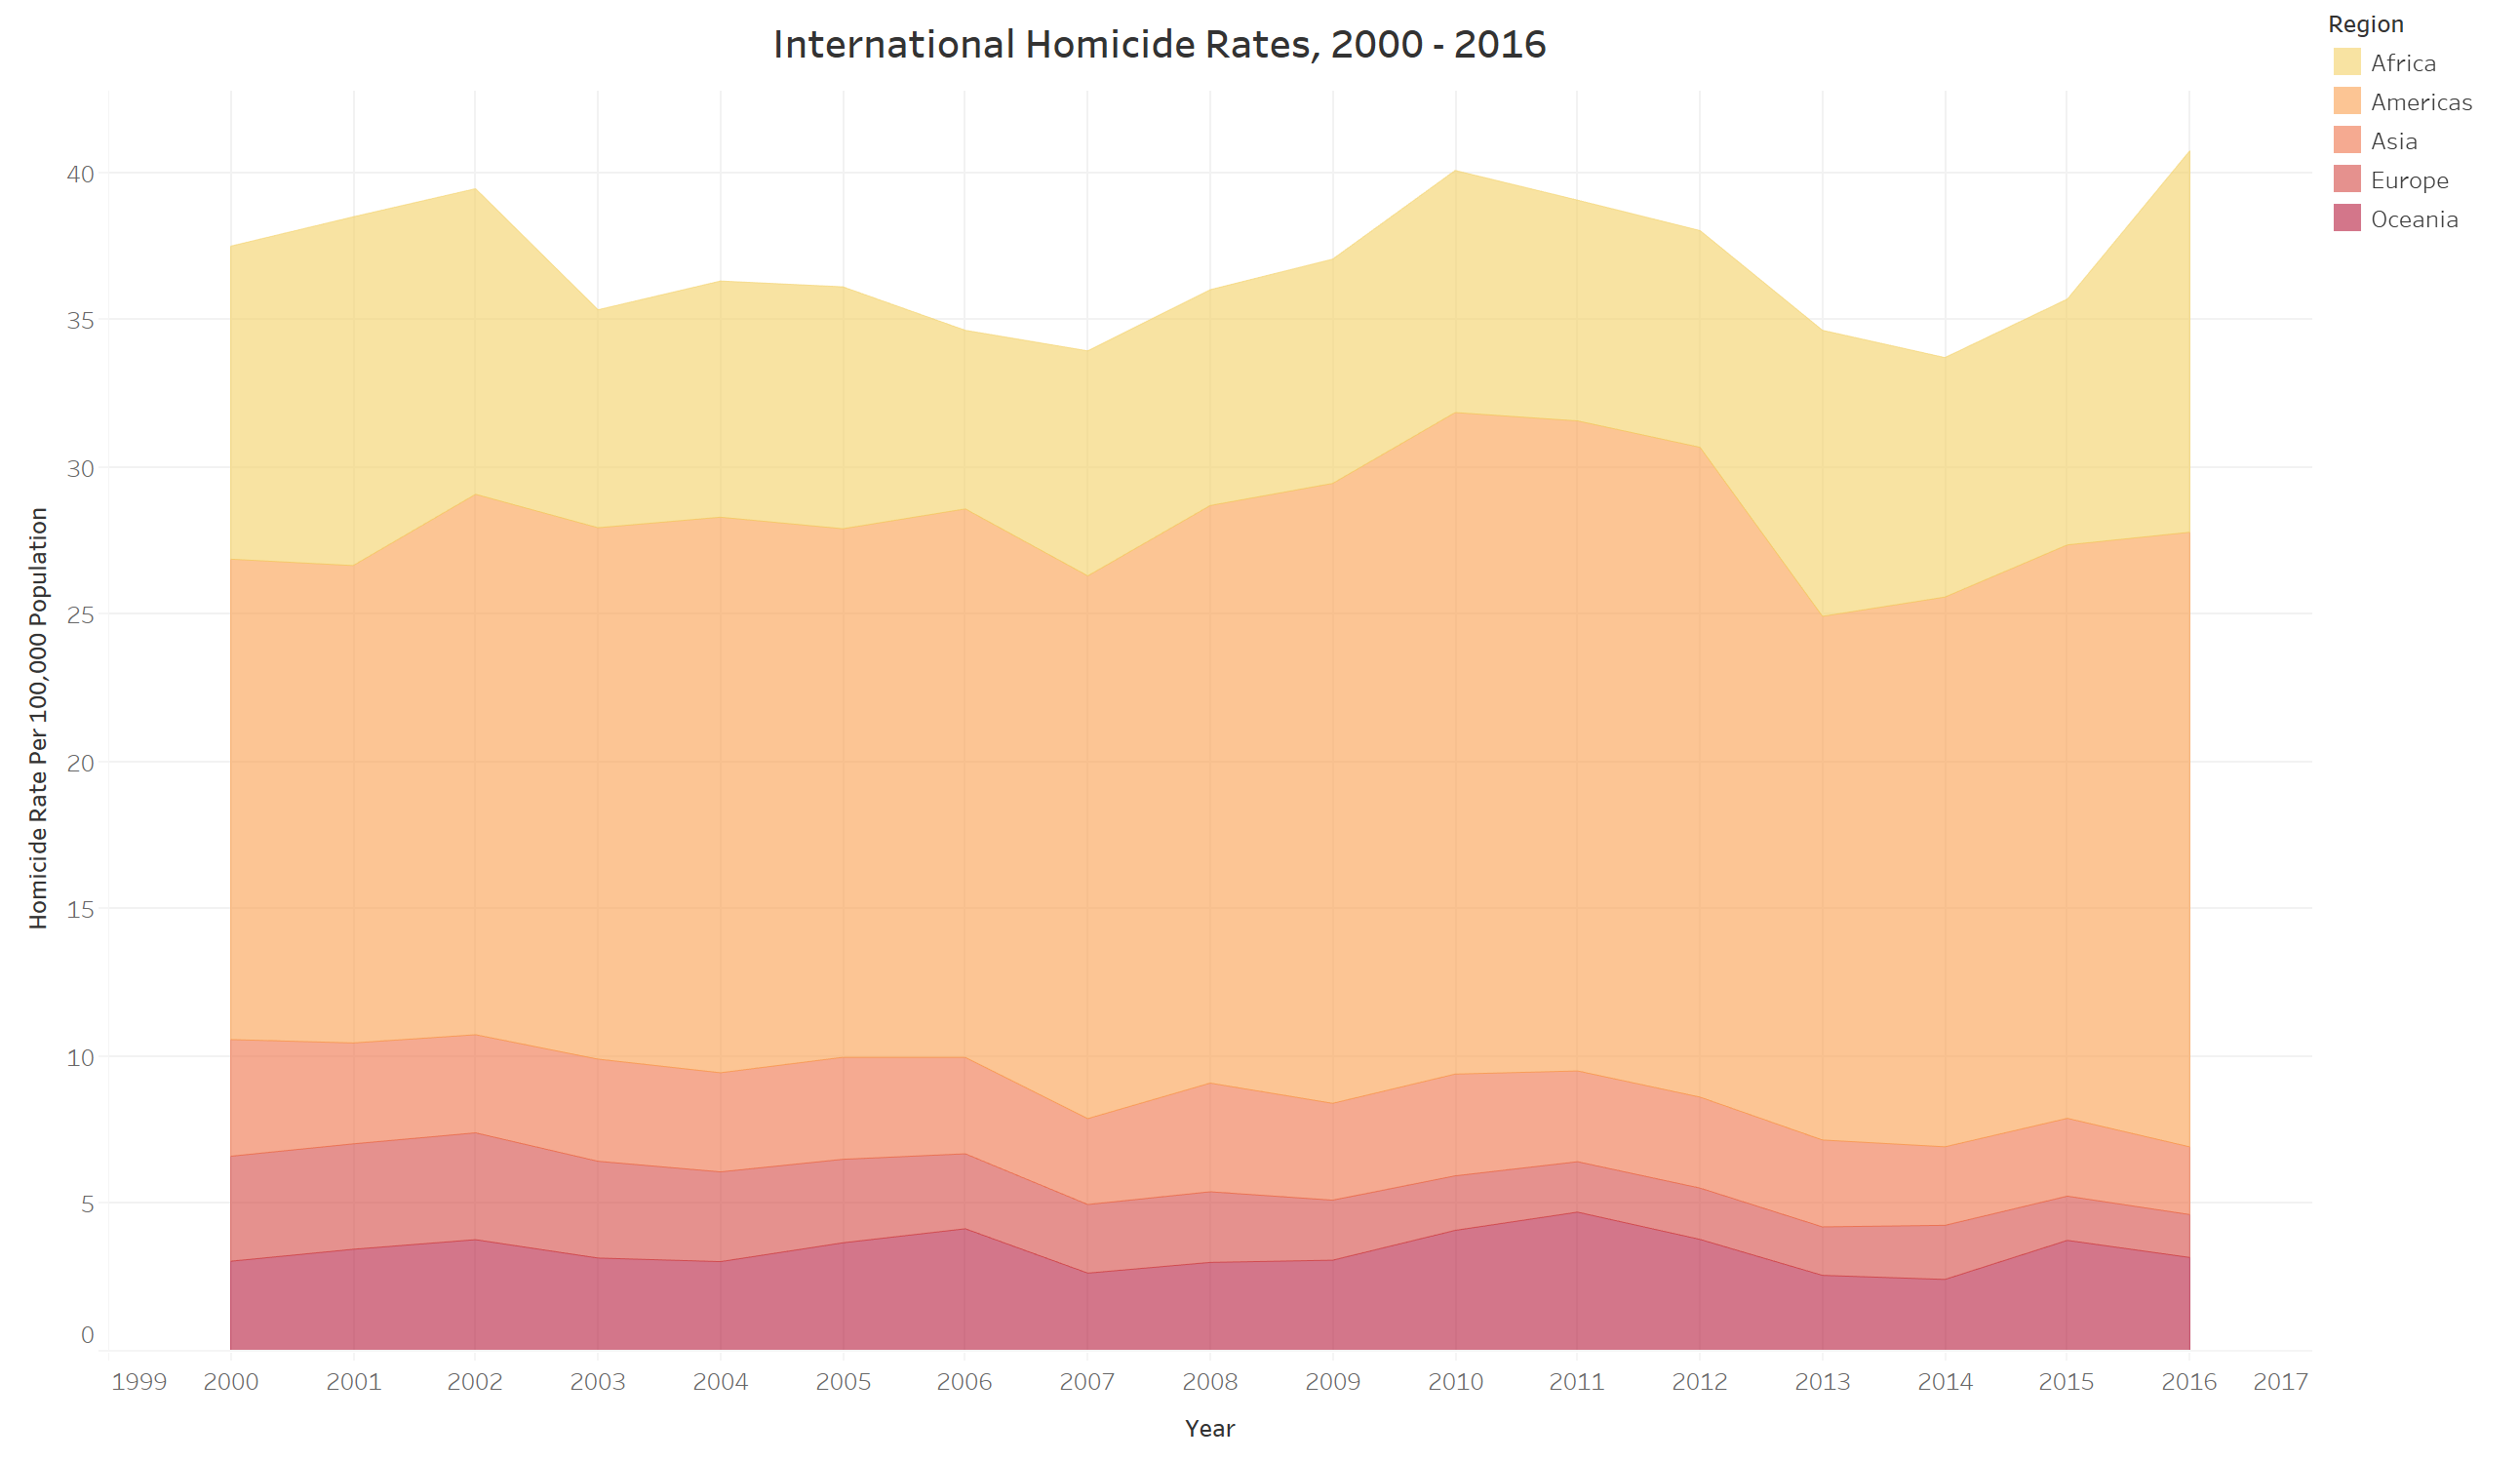 International Homicide Rates, 2000 - 2016
Region
Africa
Americas
Asia
Europe
Oceania
Homicide Rate Per 100,000 Population
40
35
30
25
20
15
10
5
0
1999 2000 2001 2002 2003 2004 2005 2006 2007 2008 2009 2010 2011 2012 2013 2014 2015 2016 2017
Year